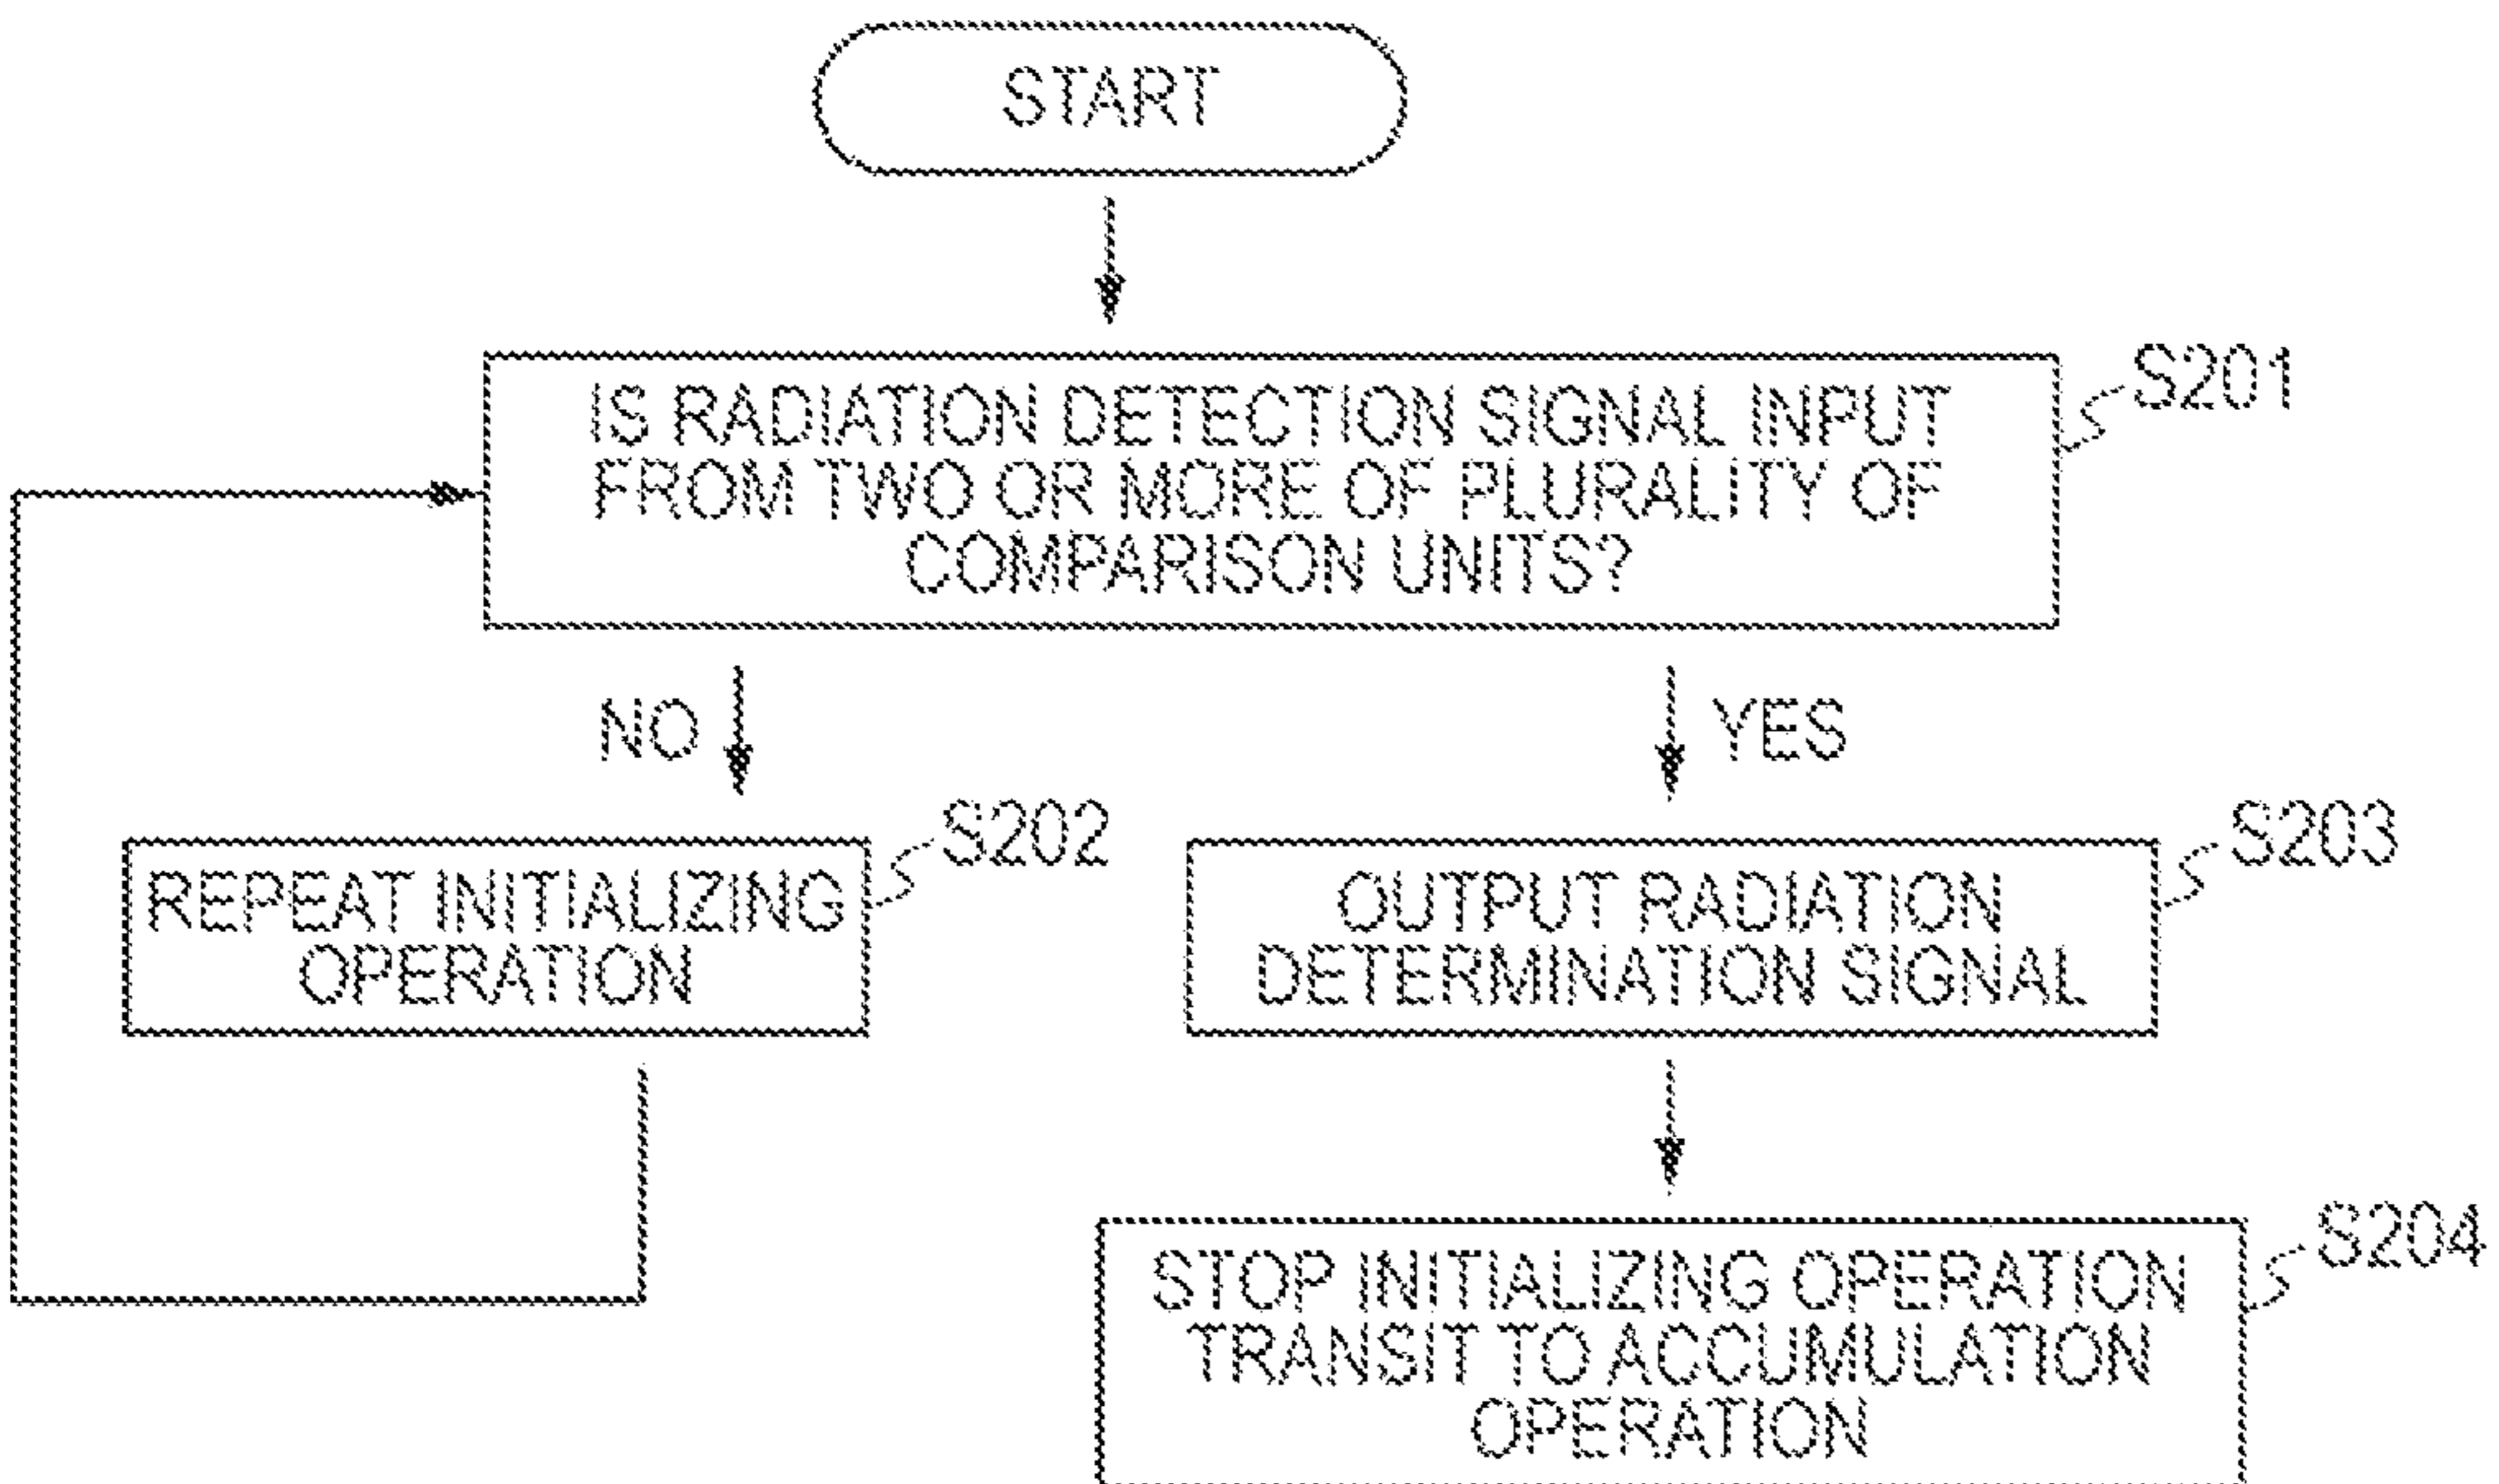 START
S201
IS RADIATION DETECTION SIGNAL INPUT
FROM TWO OR MORE OF PLURALITY OF
COMPARISON UNITS?
NO
YES
S202
REPEAT INITIALIZING
OPERATION
S203
OUTPUT RADIATION
DETERMINATION SIGNAL
S204
STOP INITIALIZING OPERATION
TRANSIT TO ACCUMULATION
OPERATION